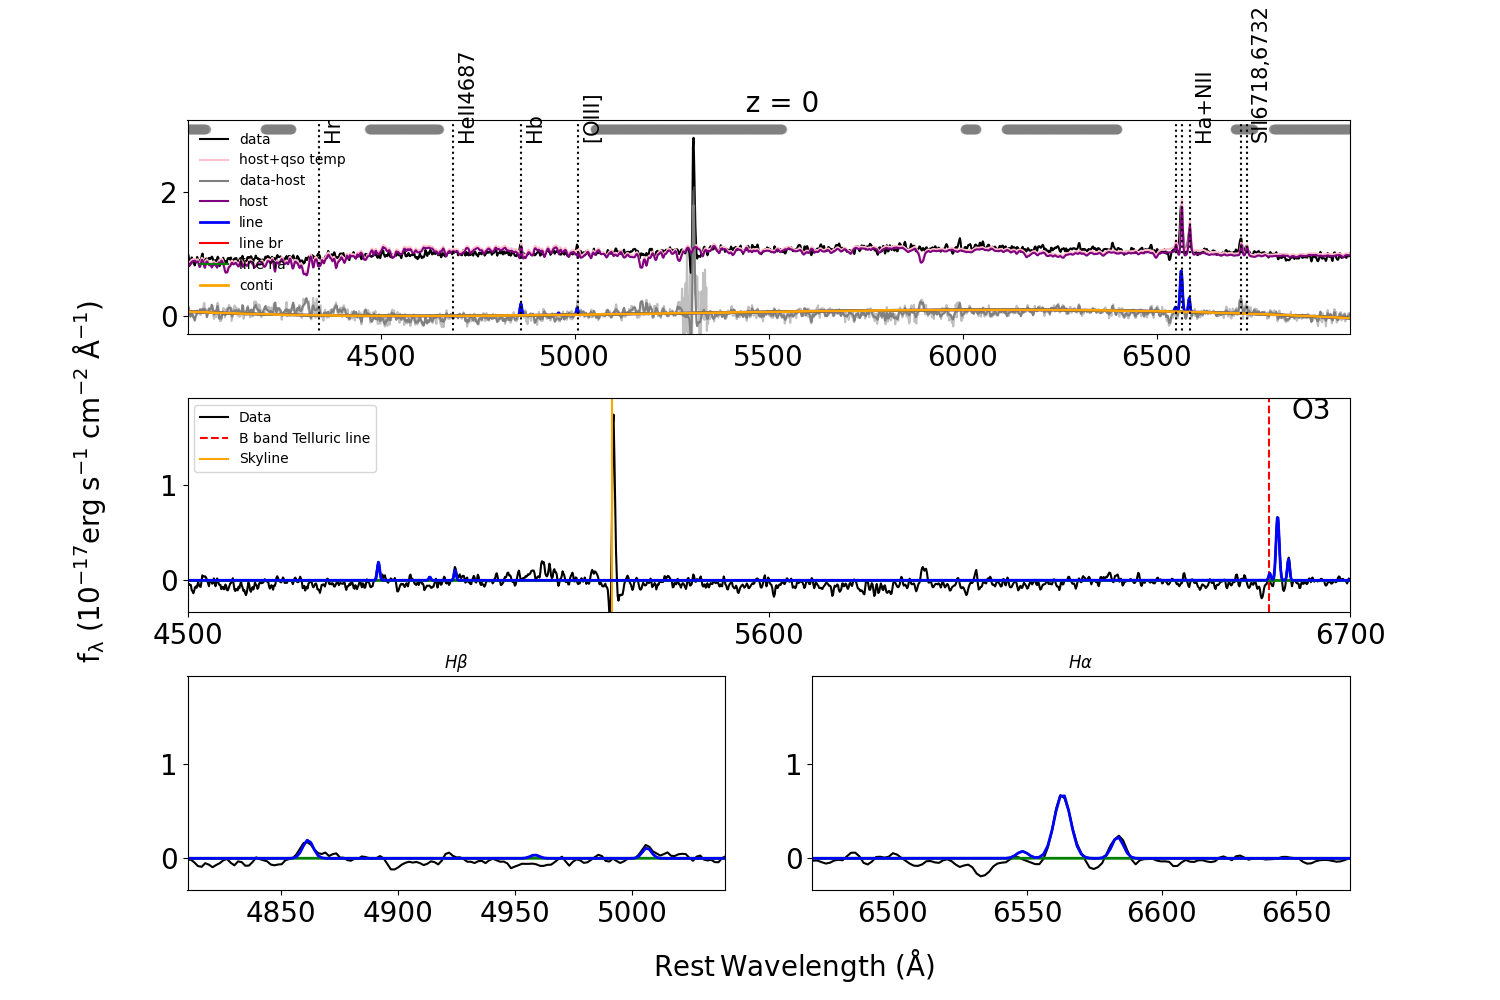 z = 0
Hr
HeII4687
Hb
[OIII]
Ha+NII
SII6718,6732
data
host+qso temp
data-host
host
line
line br
line na
conti
2
0
4500 5000 5500 6000 6500
fλ (10⁻¹⁷erg s⁻¹ cm⁻² Å⁻¹)
O3
Data
B band Telluric line
Skyline
1
0
4500 5600 6700
Hβ
1
0
4850 4900 4950 5000
Hα
1
0
6500 6550 6600 6650
Rest Wavelength (Å)